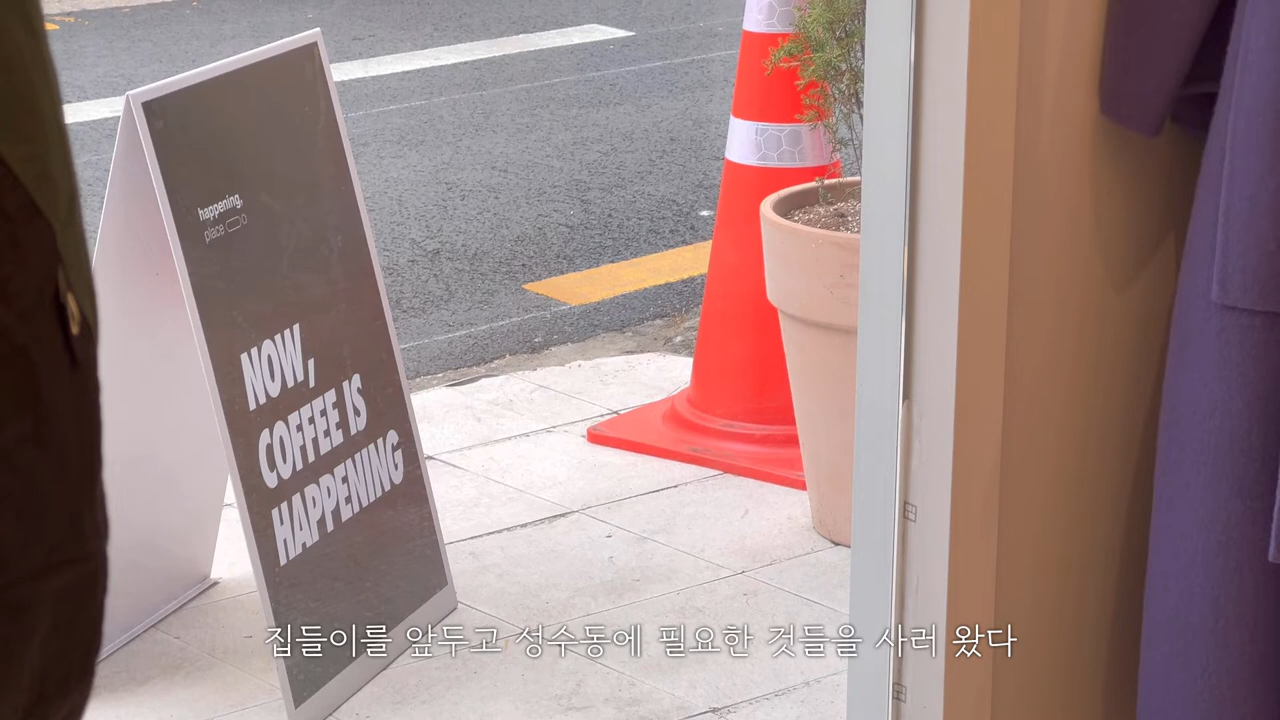 happening,
place
NOW,
COFFEE IS
HAPPENING
집들이를 앞두고 성수동에 필요한 것들을 사러 왔다